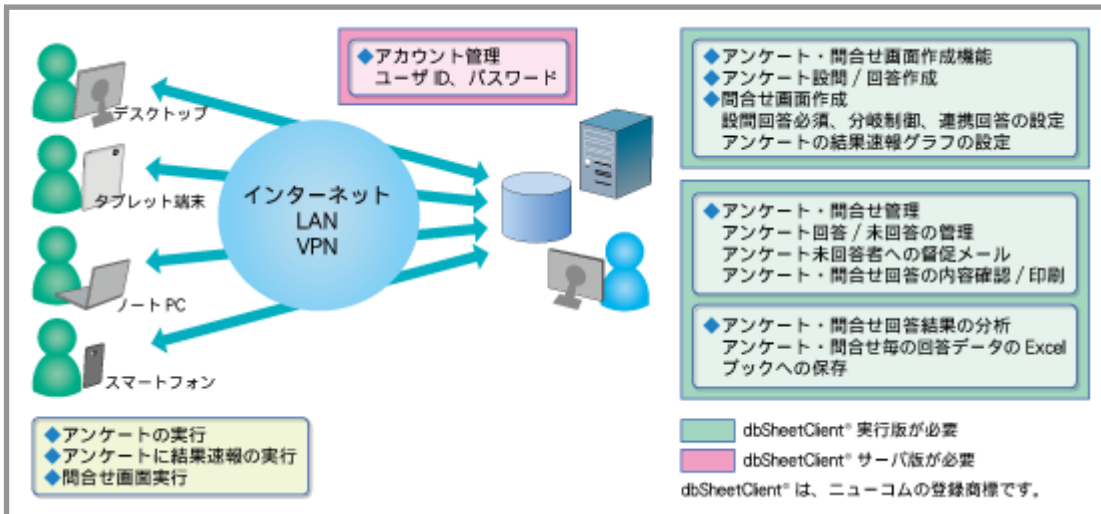 デスクトップ
タブレット端末
ノートPC
スマートフォン
◆アンケートの実行
◆アンケートに結果速報の実行
◆問合せ画面実行
インターネット
LAN
VPN
◆アカウント管理
ユーザ ID、パスワード
◆アンケート・問合せ画面作成機能
◆アンケート設問 / 回答作成
◆問合せ画面作成
設問回答必須、分岐制御、連携回答の設定
アンケートの結果速報グラフの設定
◆アンケート・問合せ管理
アンケート回答 / 未回答の管理
アンケート未回答者への督促メール
アンケート・問合せ回答の内容確認 / 印刷
◆アンケート・問合せ回答結果の分析
アンケート・問合せ毎の回答データの Excel
ブックへの保存
dbSheetClient® 実行版が必要
dbSheetClient® サーバ版が必要
dbSheetClient® は、ニューコムの登録商標です。